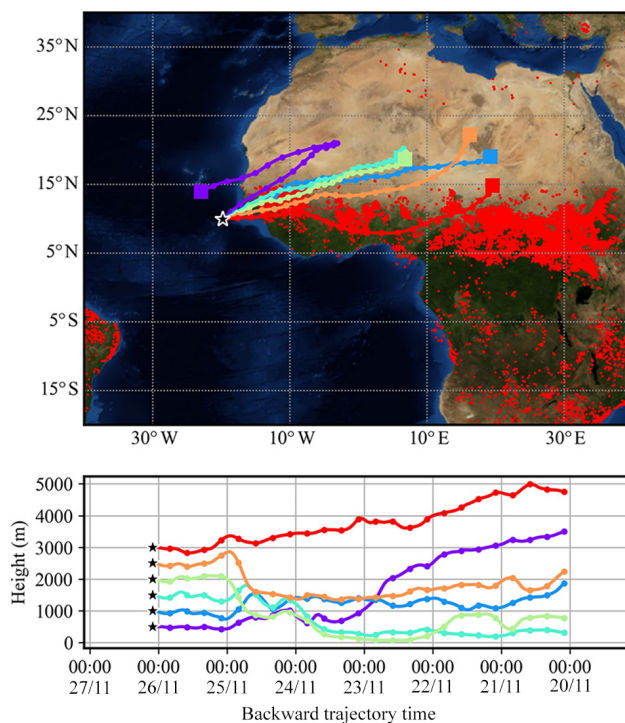 35°N
25°N
15°N
5°N
5°S
15°S
30°W 10°W 10°E 30°E
5000
4000
3000
2000
1000
0
Height (m)
00:00 00:00 00:00 00:00 00:00 00:00 00:00 00:00
27/11 26/11 25/11 24/11 23/11 22/11 21/11 20/11
Backward trajectory time